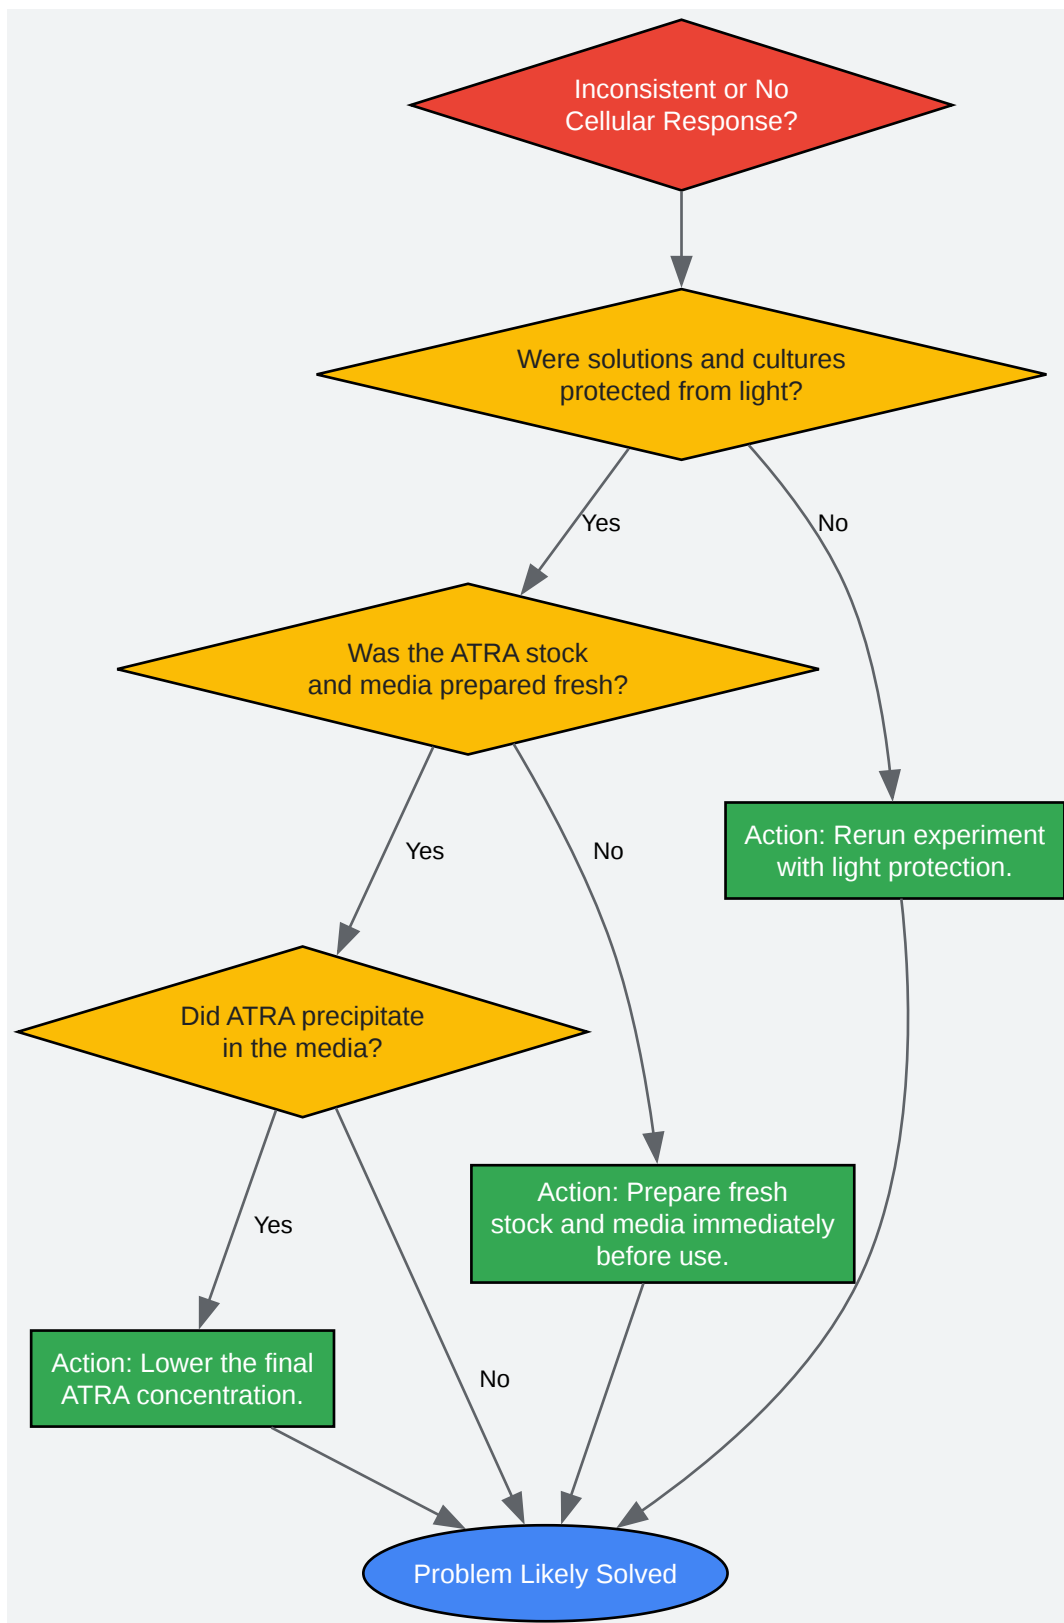 Inconsistent or No
Cellular Response?
Were solutions and cultures
protected from light?
Yes
No
Was the ATRA stock
and media prepared fresh?
Yes
No
Action: Rerun experiment
with light protection.
Did ATRA precipitate
in the media?
Action: Prepare fresh
stock and media immediately
before use.
Yes
Action: Lower the final
ATRA concentration.
No
Problem Likely Solved